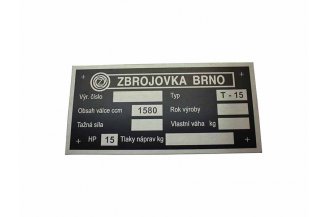 Z ZBROJOVKA BRNO
Výr. číslo Typ T - 15
Obsah válce ccm 1580 Rok výroby
Tažná síla Vlastní váha kg
HP 15 Tlaky náprav kg